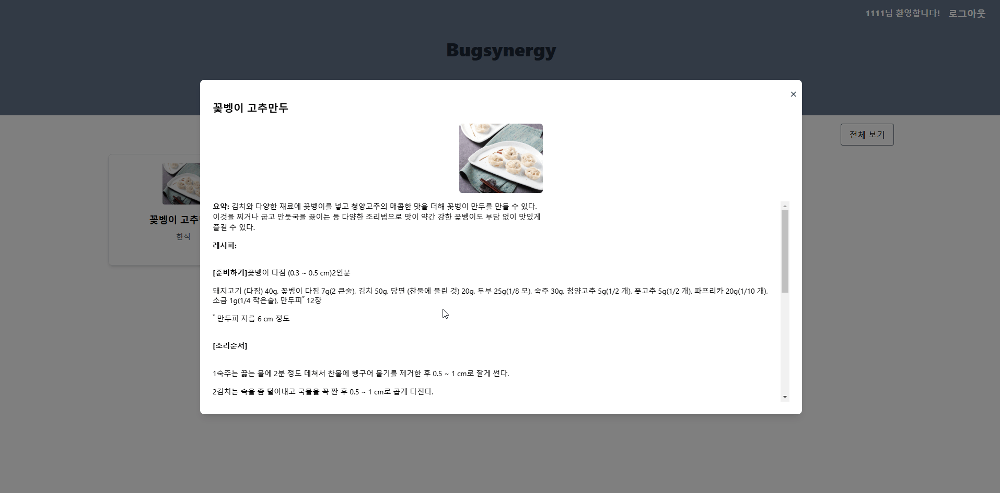 1111님 환영합니다! 로그아웃
Bugsynergy
×
꽃벵이 고추만두
전체 보기
꽃벵이 고추
한식
요약: 김치와 다양한 재료에 꽃벵이를 넣고 청양고추의 매콤한 맛을 더해 꽃벵이 만두를 만들 수 있다.
이것을 찌거나 굽고 만둣국을 끓이는 등 다양한 조리법으로 맛이 약간 강한 꽃벵이도 부담 없이 맛있게
즐길 수 있다.
레시피:
[준비하기]꽃벵이 다짐 (0.3 ~ 0.5 cm)2인분
돼지고기 (다짐) 40g, 꽃벵이 다짐 7g(2 큰술), 김치 50g, 당면 (찬물에 불린 것) 20g, 두부 25g(1/8 모), 숙주 30g, 청양고추 5g(1/2 개), 풋고추 5g(1/2 개), 파프리카 20g(1/10 개),
소금 1g(1/4 작은술), 만두피* 12장
* 만두피 지름 6 cm 정도
[조리순서]
1숙주는 끓는 물에 2분 정도 데쳐서 찬물에 헹구어 물기를 제거한 후 0.5 ~ 1 cm로 잘게 썬다.
2김치는 속을 좀 털어내고 국물을 꼭 짠 후 0.5 ~ 1 cm로 곱게 다진다.